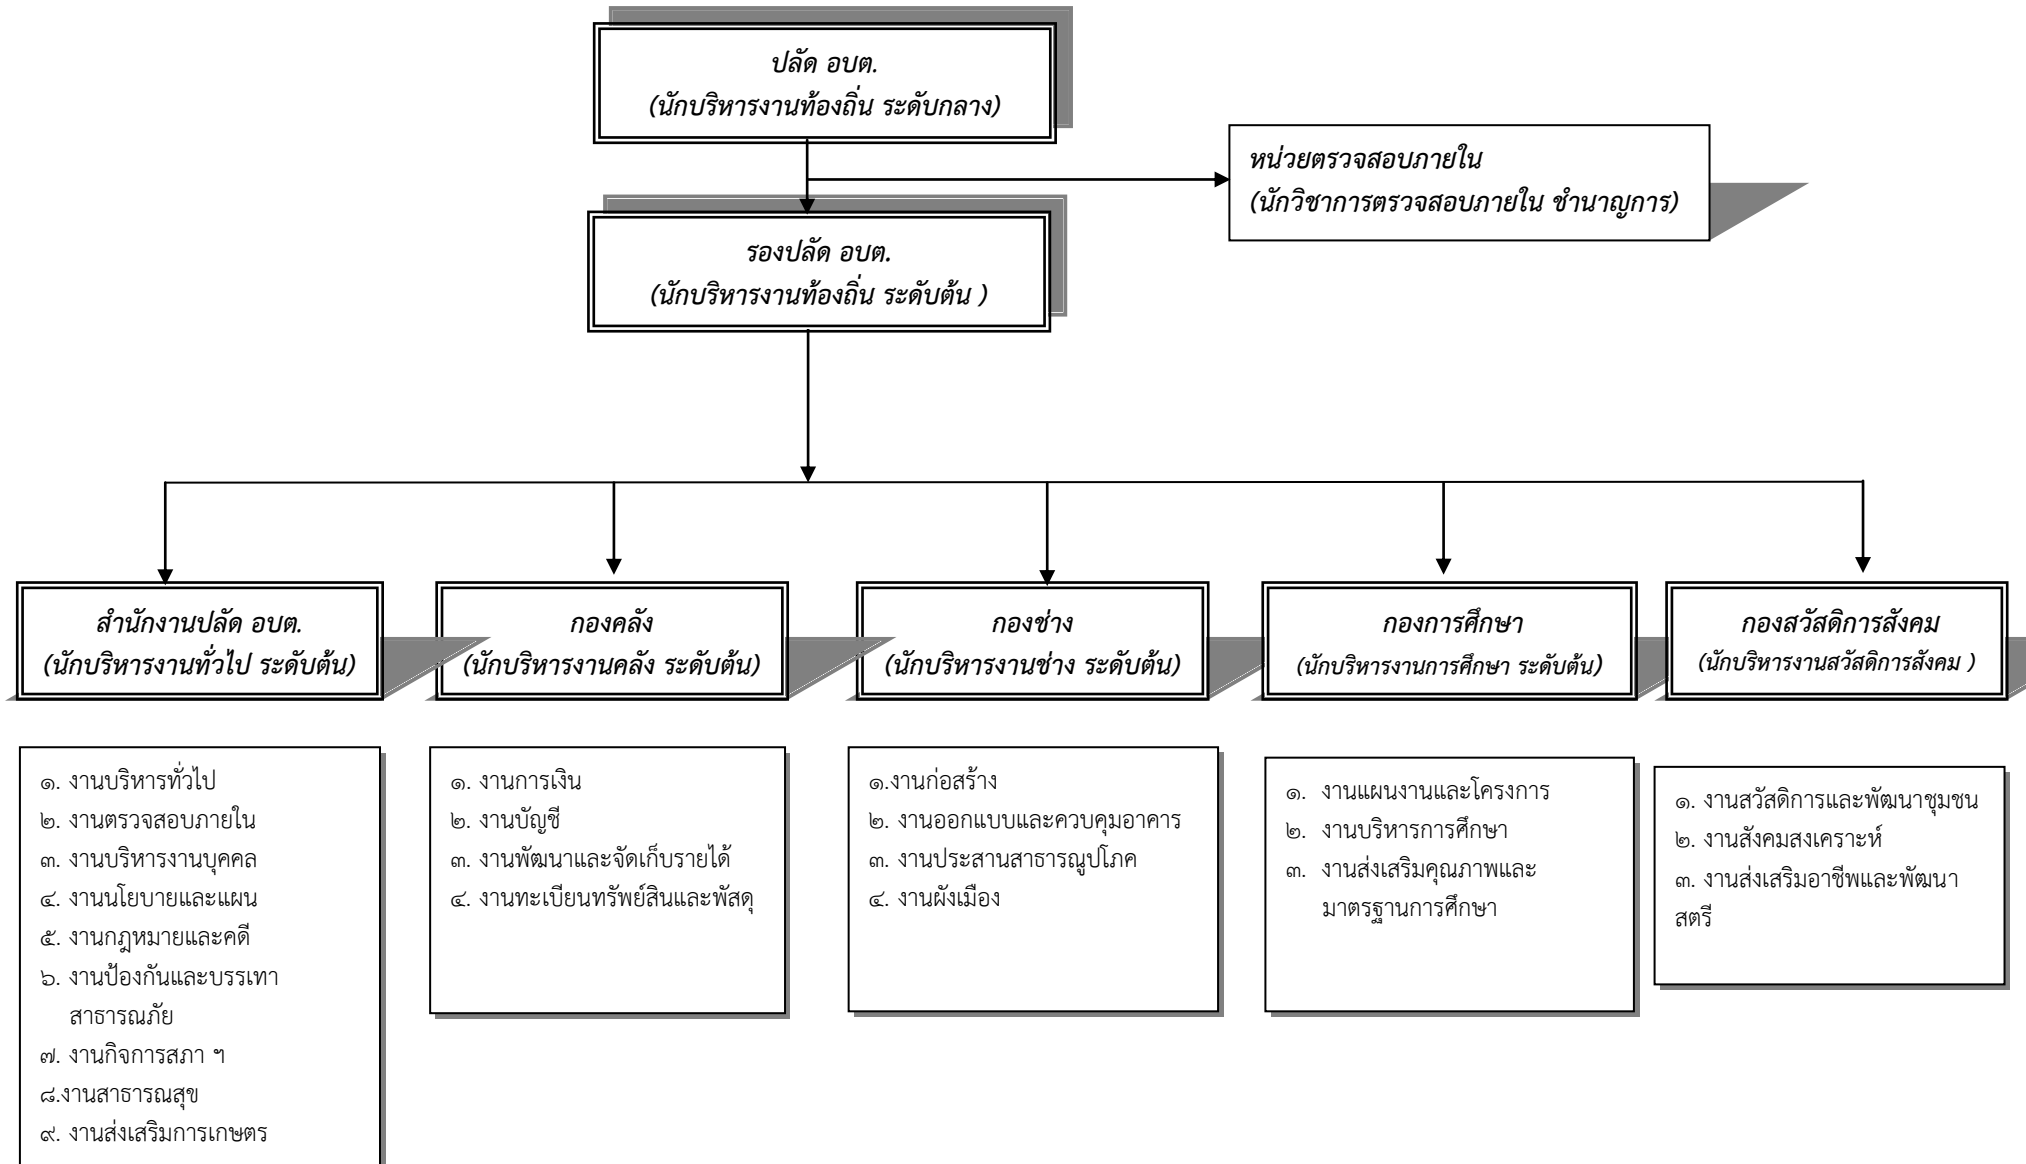 ปลัด อบต.
(นักบริหารงานท้องถิ่น ระดับกลาง)
หน่วยตรวจสอบภายใน
(นักวิชาการตรวจสอบภายใน ชำนาญการ)
รองปลัด อบต.
(นักบริหารงานท้องถิ่น ระดับต้น )
สำนักงานปลัด อบต.
(นักบริหารงานทั่วไป ระดับต้น)
กองคลัง
(นักบริหารงานคลัง ระดับต้น)
กองช่าง
(นักบริหารงานช่าง ระดับต้น)
กองการศึกษา
(นักบริหารงานการศึกษา ระดับต้น)
กองสวัสดิการสังคม
(นักบริหารงานสวัสดิการสังคม )
๑. งานบริหารทั่วไป
๒. งานตรวจสอบภายใน
๓. งานบริหารงานบุคคล
๔. งานนโยบายและแผน
๕. งานกฎหมายและคดี
๖. งานป้องกันและบรรเทา
สาธารณภัย
๗. งานกิจการสภา ฯ
๘.งานสาธารณสุข
๙. งานส่งเสริมการเกษตร
๑. งานการเงิน
๒. งานบัญชี
๓. งานพัฒนาและจัดเก็บรายได้
๔. งานทะเบียนทรัพย์สินและพัสดุ
๑.งานก่อสร้าง
๒. งานออกแบบและควบคุมอาคาร
๓. งานประสานสาธารณูปโภค
๔. งานผังเมือง
๑. งานแผนงานและโครงการ
๒. งานบริหารการศึกษา
๓. งานส่งเสริมคุณภาพและ
มาตรฐานการศึกษา
๑. งานสวัสดิการและพัฒนาชุมชน
๒. งานสังคมสงเคราะห์
๓. งานส่งเสริมอาชีพและพัฒนา
สตรี